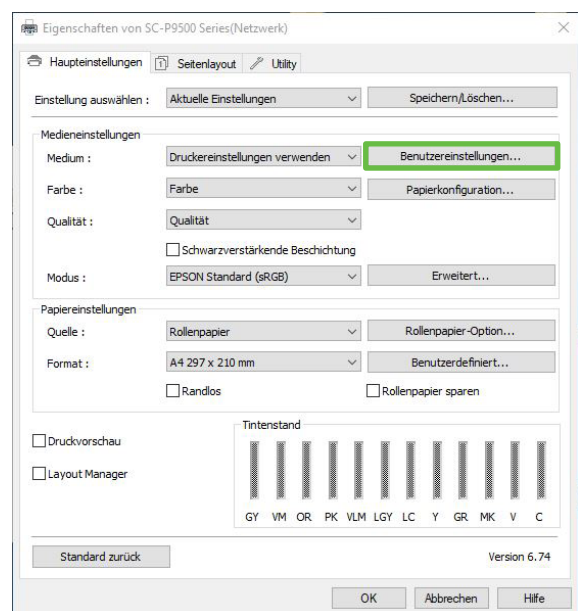 Eigenschaften von SC-P9500 Series(Netzwerk)
Haupteinstellungen Seitenlayout Utility
Einstellung auswählen : Aktuelle Einstellungen Speichern/Löschen...
Medieneinstellungen
Medium : Druckereinstellungen verwenden Benutzereinstellungen...
Farbe : Farbe Papierkonfiguration...
Qualität : Qualität
Schwarzverstärkende Beschichtung
Modus : EPSON Standard (sRGB) Erweitert...
Papiereinstellungen
Quelle : Rollenpapier Rollenpapier-Option...
Format : A4 297 x 210 mm Benutzerdefiniert...
Randlos Rollenpapier sparen
Tintenstand
Druckvorschau
Layout Manager
GY VM OR PK VLM LGY LC Y GR MK V C
Standard zurück Version 6.74
OK Abbrechen Hilfe